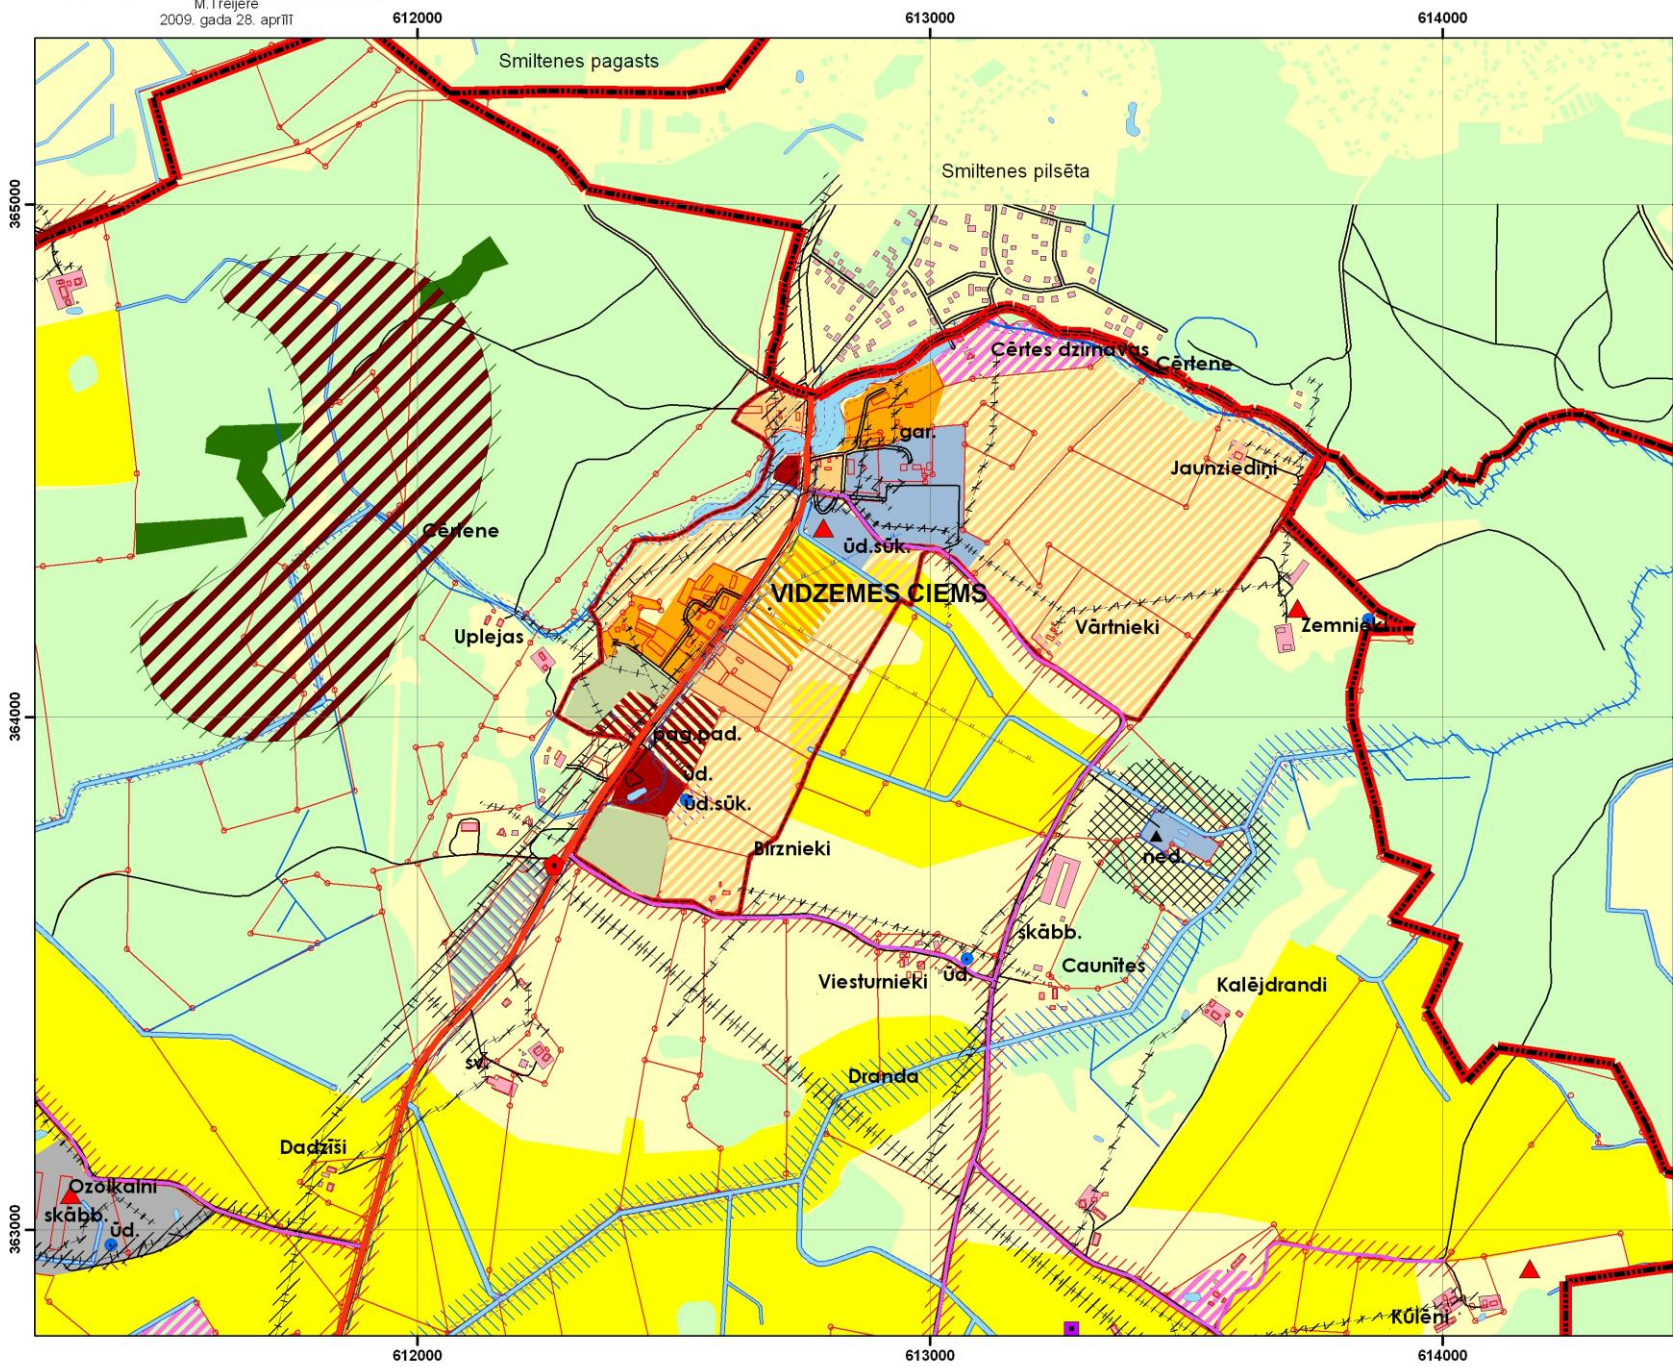 M.Treijere
2009. gada 28. aprīlī
612000
613000
614000
Smiltenes pagasts
Smiltenes pilsēta
365000
Cērtes dzirnavas
Cērtene
gar.
Jaunziediņi
Cērtene
ūd.sūk.
VIDZEMES CIEMS
Uplejas
Vārtnieki
Zemnieki
364000
pag.pad.
ūd.
ūd.sūk.
Birznieki
ned.
skābb.
Caunītes
Viesturnieki
ūd.
Kalējdrandi
sv.
Dranda
Dadzīši
Ozolkalni
skābb.
ūd.
363000
Kūleni
612000
613000
614000